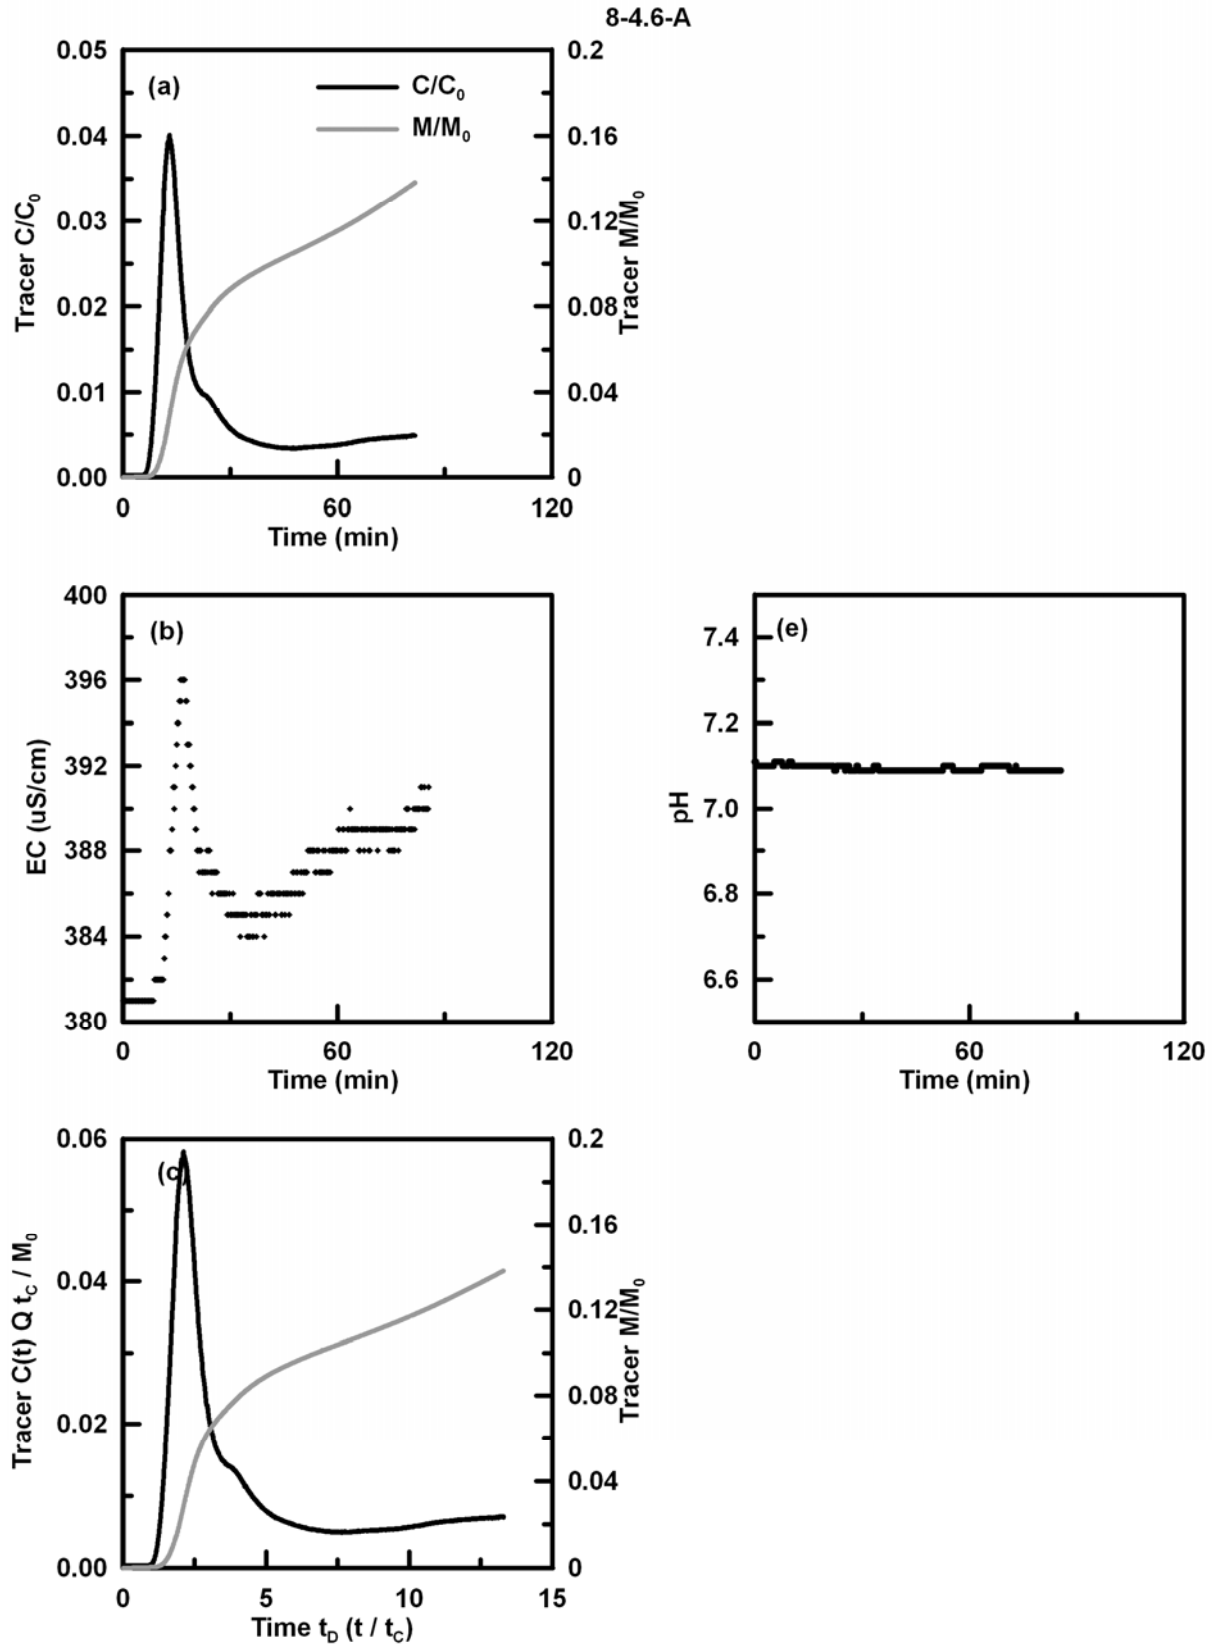 8-4.6-A
(a)
C/C₀
M/M₀
0.05
0.04
0.03
0.02
0.01
0.00
Tracer C/C₀
0.2
0.16
0.12
0.08
0.04
0
Tracer M/M₀
0 60 120
Time (min)
(b)
400
396
392
388
384
380
EC (uS/cm)
0 60 120
Time (min)
(e)
7.4
7.2
7.0
6.8
6.6
pH
0 60 120
Time (min)
(c)
0.06
0.04
0.02
0.00
Tracer C(t) Q t_C / M₀
0.2
0.16
0.12
0.08
0.04
0
Tracer M/M₀
0 5 10 15
Time t_D (t / t_C)